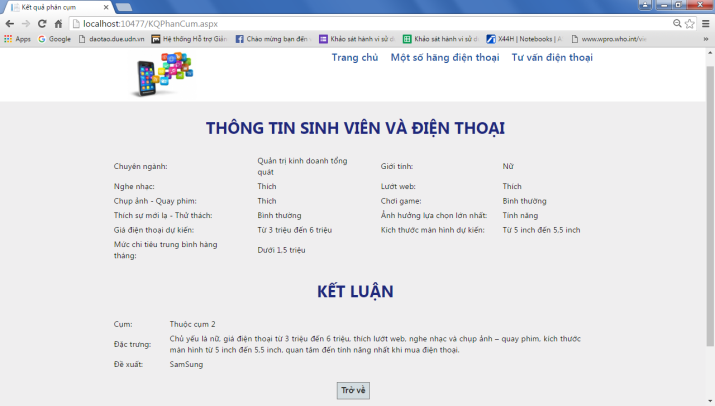 Kết quả phân cụm
localhost:10477/KQPhanCum.aspx
Apps Google daotao.due.udn.vn Hệ thống Hỗ trợ Giản Chào mừng bạn đến Khảo sát hành vi sử d Khảo sát hành vi sử d X44H | Notebooks | A www.wpro.who.int/vie
Trang chủ Một số hãng điện thoại Tư vấn điện thoại
THÔNG TIN SINH VIÊN VÀ ĐIỆN THOẠI
Chuyên ngành: Quản trị kinh doanh tổng quát Giới tính: Nữ
Nghe nhạc: Thích Lướt web: Thích
Chụp ảnh - Quay phim: Thích Chơi game: Bình thường
Thích sự mới lạ - Thử thách: Bình thường Ảnh hưởng lựa chọn lớn nhất: Tính năng
Giá điện thoại dự kiến: Từ 3 triệu đến 6 triệu Kích thước màn hình dự kiến: Từ 5 inch đến 5.5 inch
Mức chi tiêu trung bình hàng tháng: Dưới 1.5 triệu
KẾT LUẬN
Cụm: Thuộc cụm 2
Đặc trưng: Chủ yếu là nữ, giá điện thoại từ 3 triệu đến 6 triệu, thích lướt web, nghe nhạc và chụp ảnh – quay phim, kích thước
màn hình từ 5 inch đến 5.5 inch, quan tâm đến tính năng nhất khi mua điện thoại.
Đề xuất: SamSung
Trở về